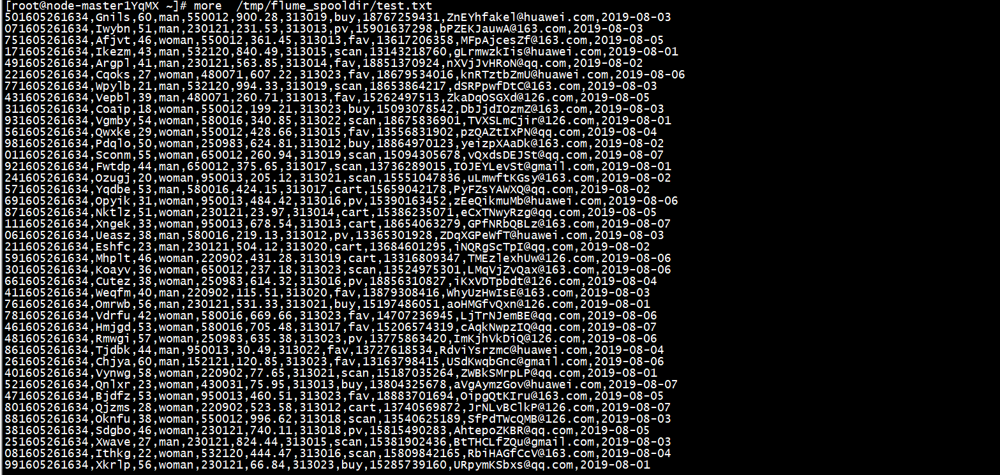 [root@node-master1YqMX ~]# more  /tmp/flume_spooldir/test.txt
501605261634,Gnils,60,man,550012,900.28,313019,buy,18767259431,ZnEYhfakel@huawei.com,2019-08-03
071605261634,Iwybn,51,man,230121,231.53,313013,pv,15901637298,bPZEKJauwA@163.com,2019-08-03
751605261634,Afjvt,46,woman,550012,361.45,313013,fav,13617206358,MFpAjcesZf@163.com,2019-08-05
171605261634,Ikezm,43,man,532120,840.49,313015,scan,13143218760,gLrmwzkIis@huawei.com,2019-08-01
491605261634,Argpl,41,man,230121,563.85,313014,fav,18851370924,nXVjJvHRoN@qq.com,2019-08-02
221605261634,Cqoks,27,woman,480071,607.22,313023,fav,18679534016,knRTztbZmU@huawei.com,2019-08-06
771605261634,Wpylb,21,man,532120,994.33,313019,scan,18653864217,dSRPpwfDtC@163.com,2019-08-03
431605261634,Vepbl,39,man,480071,260.71,313013,fav,15262497513,ZkaDqOSGXd@126.com,2019-08-05
311605261634,Coaip,18,woman,550012,199.21,313023,buy,15093078542,DbJjdIOzmZ@163.com,2019-08-03
931605261634,Vgmby,54,woman,580016,340.85,313022,scan,18675836901,TVXSLmCjir@126.com,2019-08-01
561605261634,Qwxke,29,woman,550012,428.66,313015,fav,13556831902,pzQAZtIxPN@qq.com,2019-08-04
981605261634,Pdqlo,50,woman,250983,624.81,313012,buy,18864970123,yeizpXAaDk@163.com,2019-08-02
011605261634,Sconm,55,woman,650012,260.94,313019,scan,15094305678,vQxdsDEJSt@qq.com,2019-08-07
921605261634,Fwtdp,44,man,650012,375.65,313017,scan,13736289015,IOJEYLevSt@gmail.com,2019-08-01
241605261634,Ozugj,20,woman,950013,205.12,313021,scan,15551047836,uLmwftKGsy@163.com,2019-08-02
571605261634,Yqdbe,53,man,580016,424.15,313017,cart,15659042178,PyFZsYAWXQ@qq.com,2019-08-02
691605261634,Opyik,31,man,950013,484.42,313016,pv,15390163452,zEeQikmuMb@huawei.com,2019-08-06
871605261634,Nktlz,51,man,230121,23.97,313014,cart,15386235071,eCxTNwyRzg@qq.com,2019-08-05
111605261634,Xngek,33,woman,950013,678.54,313013,cart,18654063279,GPfNRbQBLz@163.com,2019-08-07
061605261634,Ueasz,38,man,580016,219.13,313012,pv,13365301928,ZDqXGPeWfT@huawei.com,2019-08-03
211605261634,Eshfc,23,man,230121,504.12,313020,cart,13684601295,iNQRgScTpI@qq.com,2019-08-02
591605261634,Mhplt,46,woman,220902,431.28,313019,cart,13316809347,TMEzlexhUw@126.com,2019-08-06
301605261634,Koayv,36,woman,650012,237.18,313023,scan,13524975301,LMqVjZvQax@163.com,2019-08-06
661605261634,Cutez,38,woman,250983,614.32,313016,pv,18856310827,iKxVDTpbdt@126.com,2019-08-04
411605261634,Weqfm,40,man,220902,115.51,313020,fav,13879308416,WhyUzHwIsE@163.com,2019-08-03
761605261634,Omrwb,56,man,230121,531.33,313021,buy,15197486051,aoHMGfvQxn@126.com,2019-08-01
781605261634,Vdrfu,42,woman,580016,669.66,313023,fav,14707236945,LjTrNJemBE@qq.com,2019-08-06
461605261634,Hmjgd,53,woman,580016,705.48,313017,fav,15206574319,cAqkNwpzIQ@qq.com,2019-08-07
481605261634,Rmwgi,57,woman,250983,635.38,313023,pv,13775863420,ImKjhVkDiQ@126.com,2019-08-06
861605261634,Tjdbk,44,man,950013,30.49,313022,fav,13727618534,RdviYsrzmc@huawei.com,2019-08-04
261605261634,Chjya,60,man,152121,120.85,313023,fav,13163798415,USdKwqbGnc@gmail.com,2019-08-06
401605261634,Vynwg,58,woman,220902,77.65,313021,scan,15187035264,ZWBkSMrpLP@qq.com,2019-08-01
521605261634,Qnlxr,23,woman,430031,75.95,313013,buy,13804325678,aVgAymzGov@huawei.com,2019-08-07
471605261634,Bjdfz,53,woman,950013,460.51,313023,fav,18883701694,OipgQtKIru@163.com,2019-08-05
801605261634,Qjzms,28,woman,220902,523.58,313012,cart,13740569872,JrNLvBClkP@126.com,2019-08-07
881605261634,Oknfu,38,woman,550012,996.62,313018,scan,13540625189,SfPdTWcQMB@126.com,2019-08-03
381605261634,Sdgbo,46,woman,230121,740.11,313018,pv,15815490283,AhtepoZKBR@qq.com,2019-08-05
251605261634,Xwave,27,man,230121,824.44,313015,scan,15381902436,BtTHCLfZQu@gmail.com,2019-08-03
081605261634,Ithkg,22,woman,532120,444.47,313016,scan,15809842165,RbiHAGfCcV@163.com,2019-08-04
991605261634,Xkrlp,56,woman,230121,66.84,313023,buy,15285739160,URpymKSbxs@qq.com,2019-08-01